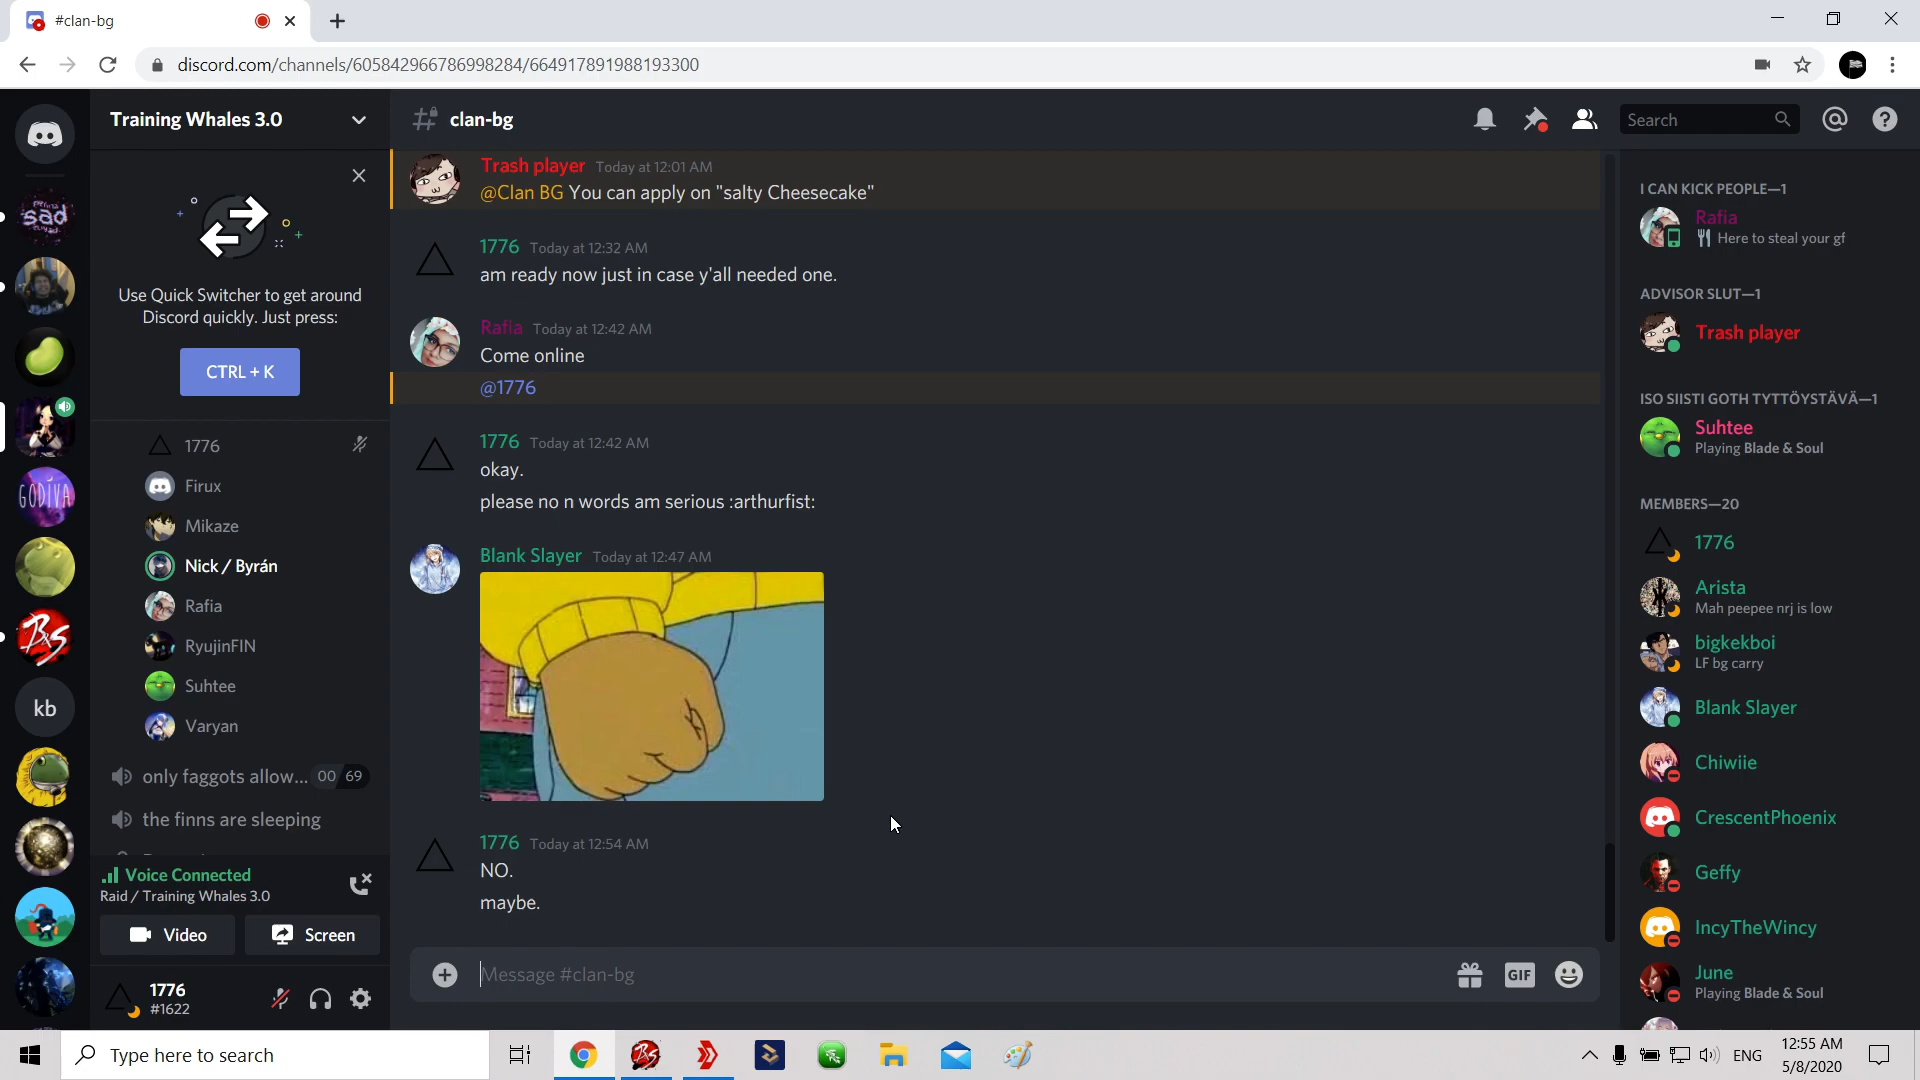 #clan-bg
discord.com/channels/605842966786998284/664917891988193300
Training Whales 3.0
clan-bg
Search
Use Quick Switcher to get around
Discord quickly. Just press:
CTRL + K
sad
GODIVA
B&S
kb
1776
Firux
Mikaze
Nick / Byrán
Rafia
RyujinFIN
Suhtee
Varyan
only faggots allow... 00 69
the finns are sleeping
Voice Connected
Raid / Training Whales 3.0
Video
Screen
1776
#1622
Trash player Today at 12:01 AM
@Clan BG You can apply on "salty Cheesecake"
1776 Today at 12:32 AM
am ready now just in case y'all needed one.
Rafia Today at 12:42 AM
Come online
@1776
1776 Today at 12:42 AM
okay.
please no n words am serious :arthurfist:
Blank Slayer Today at 12:47 AM
1776 Today at 12:54 AM
NO.
maybe.
Message #clan-bg
GIF
I CAN KICK PEOPLE—1
Rafia
Here to steal your gf
ADVISOR SLUT—1
Trash player
ISO SIISTI GOTH TYTTÖYSTÄVÄ—1
Suhtee
Playing Blade & Soul
MEMBERS—20
1776
Arista
Mah peepee nrj is low
bigkekboi
LF bg carry
Blank Slayer
Chiwiie
CrescentPhoenix
Geffy
IncyTheWincy
June
Playing Blade & Soul
Type here to search
B&S
ENG
12:55 AM
5/8/2020